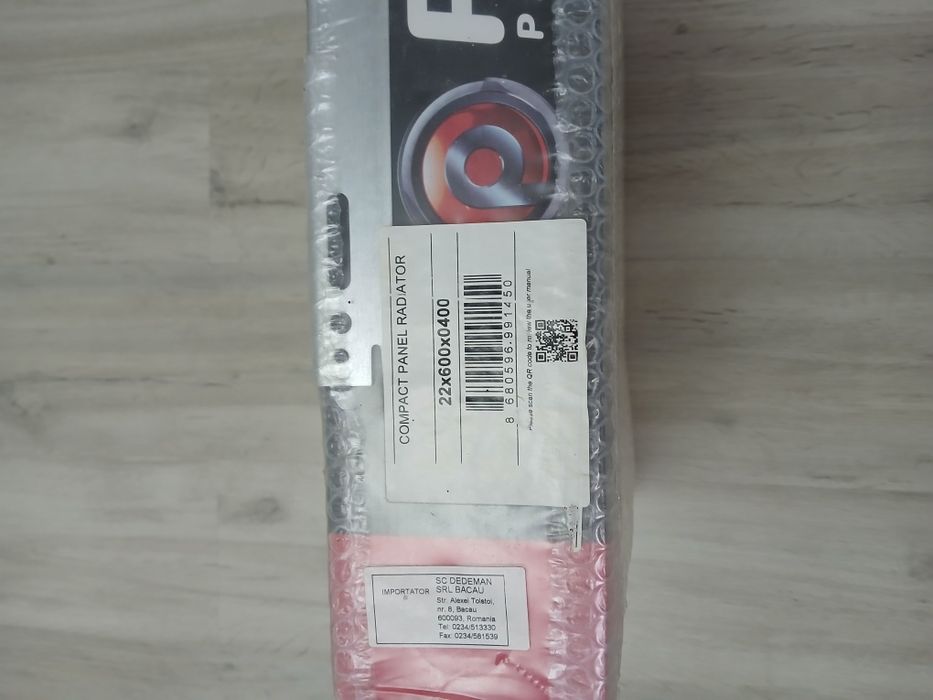 COMPACT PANEL RADIATOR
22x600x0400
8 680596.991450
Please scan the QR code to review the user manual
IMPORTATOR
SC DEDEMAN
SRL BACAU
Str. Alexei Tolstoi,
nr. 8, Bacau
600093, Romania
Tel: 0234/513330
Fax: 0234/581539